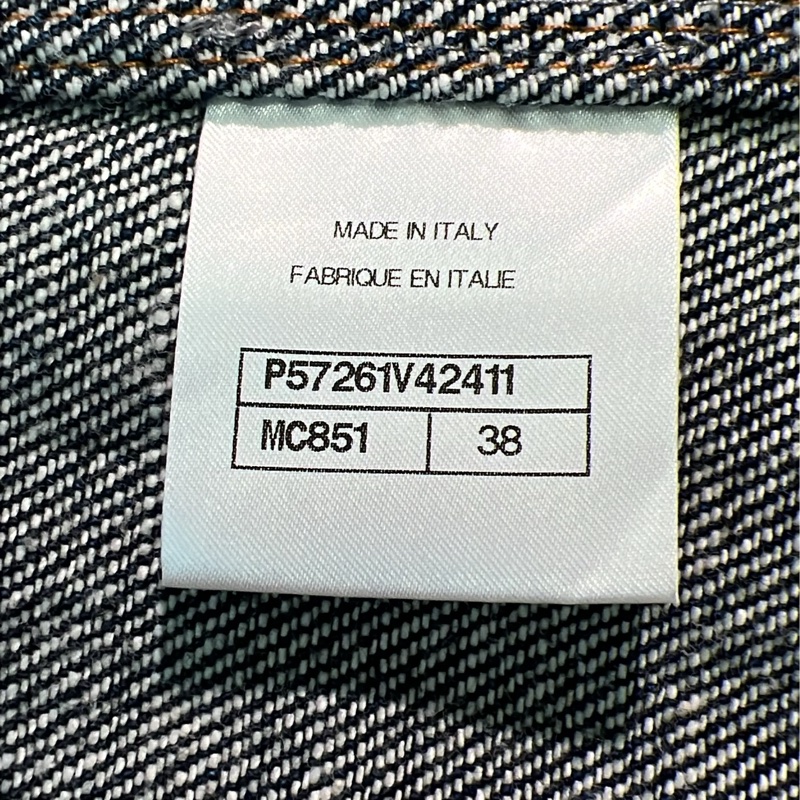 MADE IN ITALY
FABRIQUE EN ITALIE
P57261V42411
MC851 38